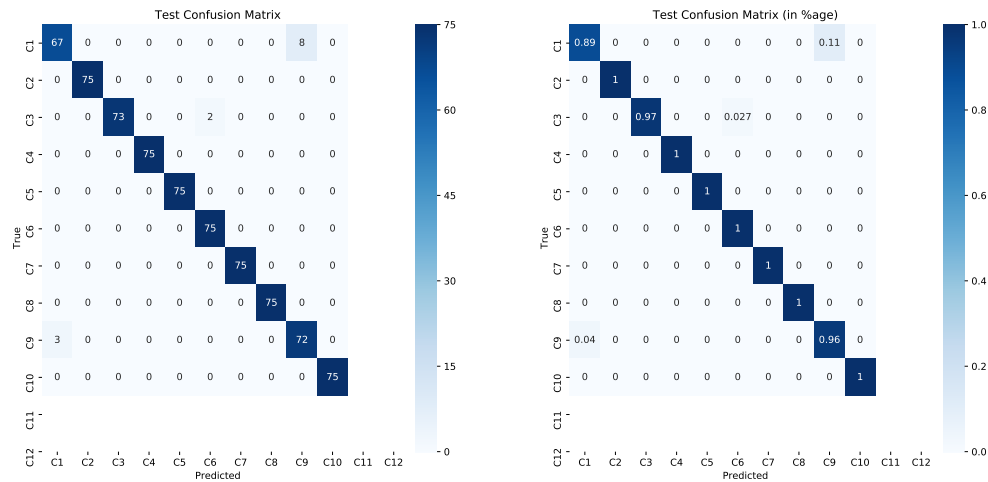 Test Confusion Matrix
C1 67 0 0 0 0 0 0 0 8 0
C2 0 75 0 0 0 0 0 0 0 0
C3 0 0 73 0 0 2 0 0 0 0
C4 0 0 0 75 0 0 0 0 0 0
C5 0 0 0 0 75 0 0 0 0 0
C6 0 0 0 0 0 75 0 0 0 0
C7 0 0 0 0 0 0 75 0 0 0
C8 0 0 0 0 0 0 0 75 0 0
C9 3 0 0 0 0 0 0 0 72 0
C10 0 0 0 0 0 0 0 0 0 75
C11
C12
True
C1 C2 C3 C4 C5 C6 C7 C8 C9 C10 C11 C12
Predicted
75
60
45
30
15
0
Test Confusion Matrix (in %age)
C1 0.89 0 0 0 0 0 0 0 0.11 0
C2 0 1 0 0 0 0 0 0 0 0
C3 0 0 0.97 0 0 0.027 0 0 0 0
C4 0 0 0 1 0 0 0 0 0 0
C5 0 0 0 0 1 0 0 0 0 0
C6 0 0 0 0 0 1 0 0 0 0
C7 0 0 0 0 0 0 1 0 0 0
C8 0 0 0 0 0 0 0 1 0 0
C9 0.04 0 0 0 0 0 0 0 0.96 0
C10 0 0 0 0 0 0 0 0 0 1
C11
C12
True
C1 C2 C3 C4 C5 C6 C7 C8 C9 C10 C11 C12
Predicted
1.0
0.8
0.6
0.4
0.2
0.0